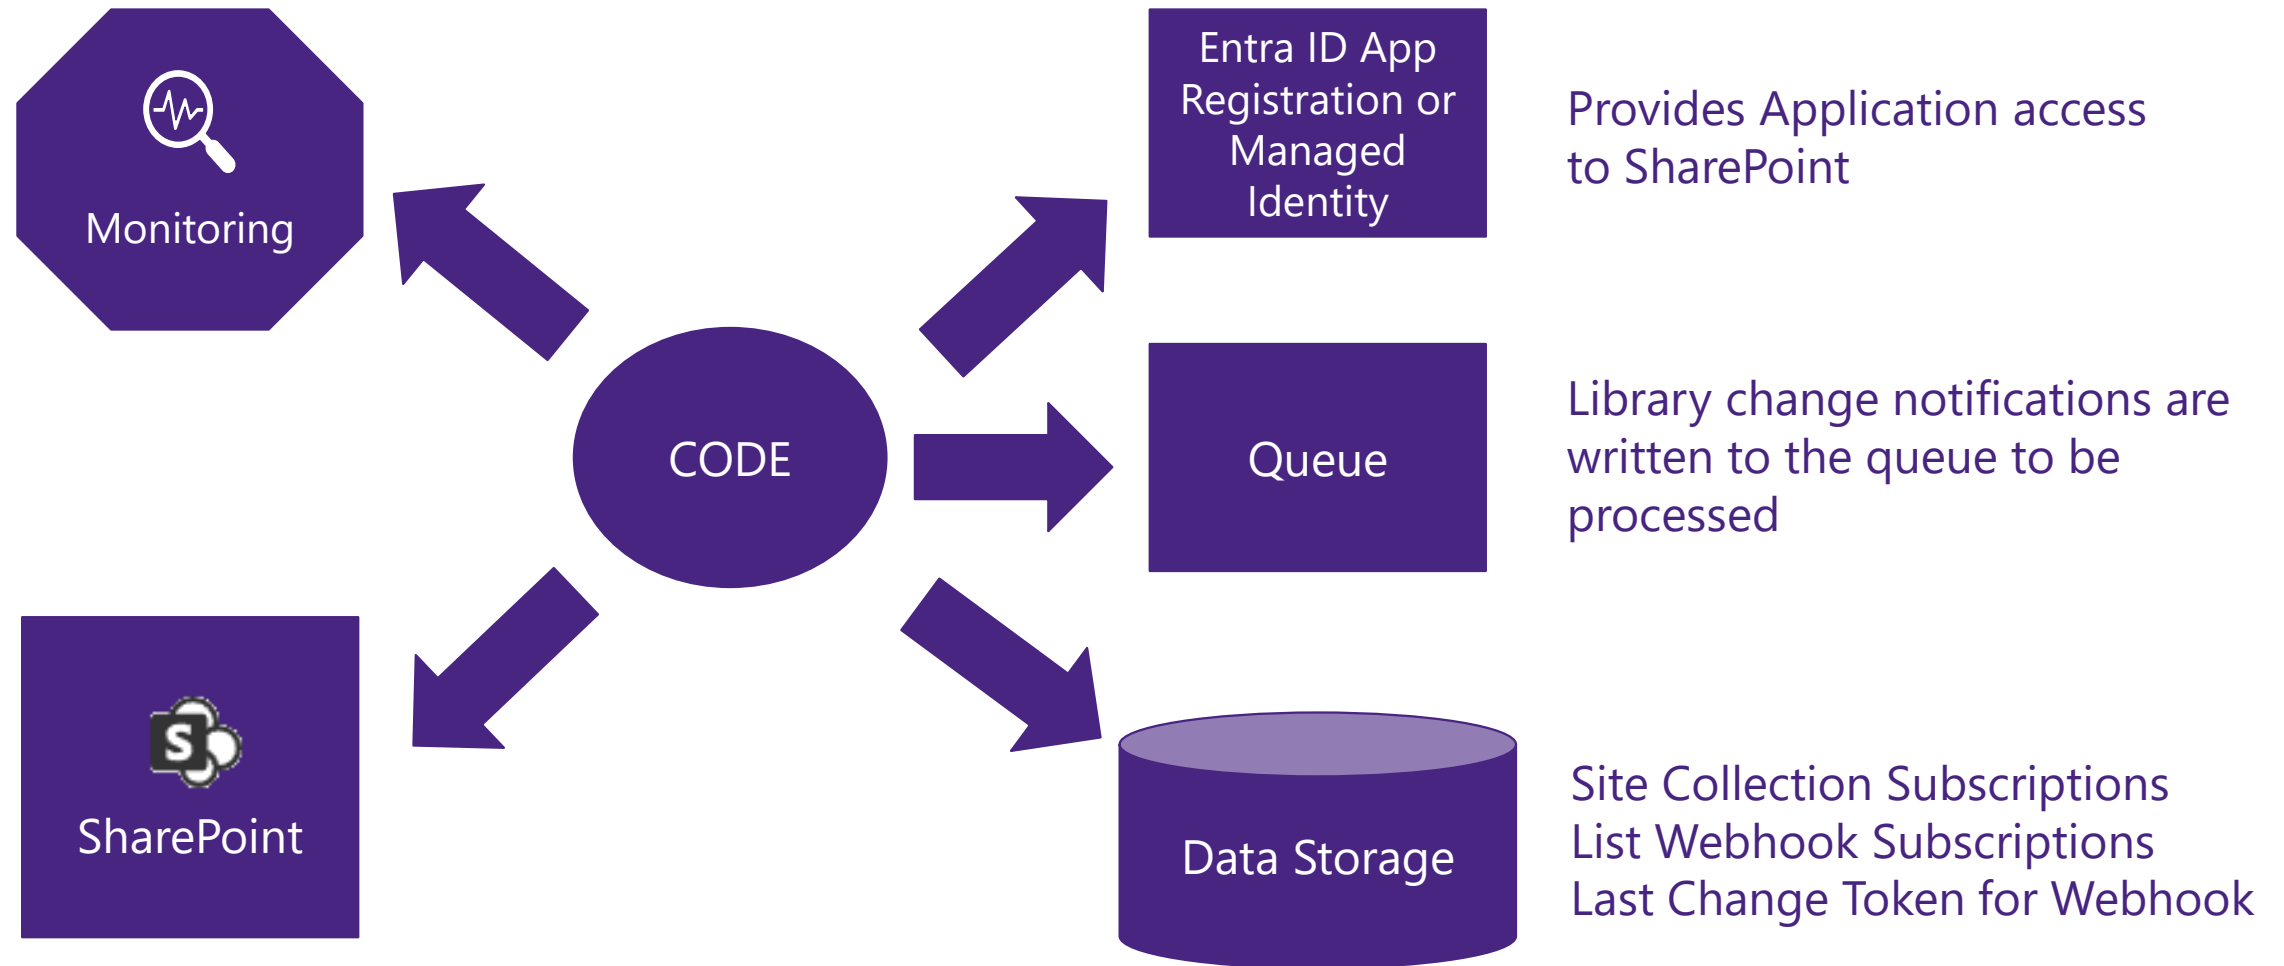 Monitoring
Entra ID App
Registration or
Managed
Identity
Provides Application access
to SharePoint
CODE
Queue
Library change notifications are
written to the queue to be
processed
S
SharePoint
Data Storage
Site Collection Subscriptions
List Webhook Subscriptions
Last Change Token for Webhook